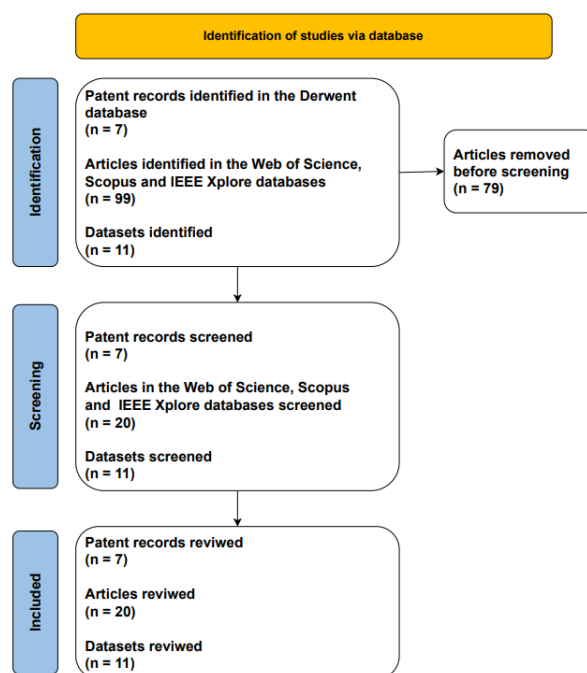 Identification of studies via database
Identification
Patent records identified in the Derwent
database
(n = 7)
Articles identified in the Web of Science,
Scopus and IEEE Xplore databases
(n = 99)
Datasets identified
(n = 11)
Articles removed
before screening
(n = 79)
Screening
Patent records screened
(n = 7)
Articles in the Web of Science, Scopus
and IEEE Xplore databases screened
(n = 20)
Datasets screened
(n = 11)
Included
Patent records reviwed
(n = 7)
Articles reviwed
(n = 20)
Datasets reviwed
(n = 11)